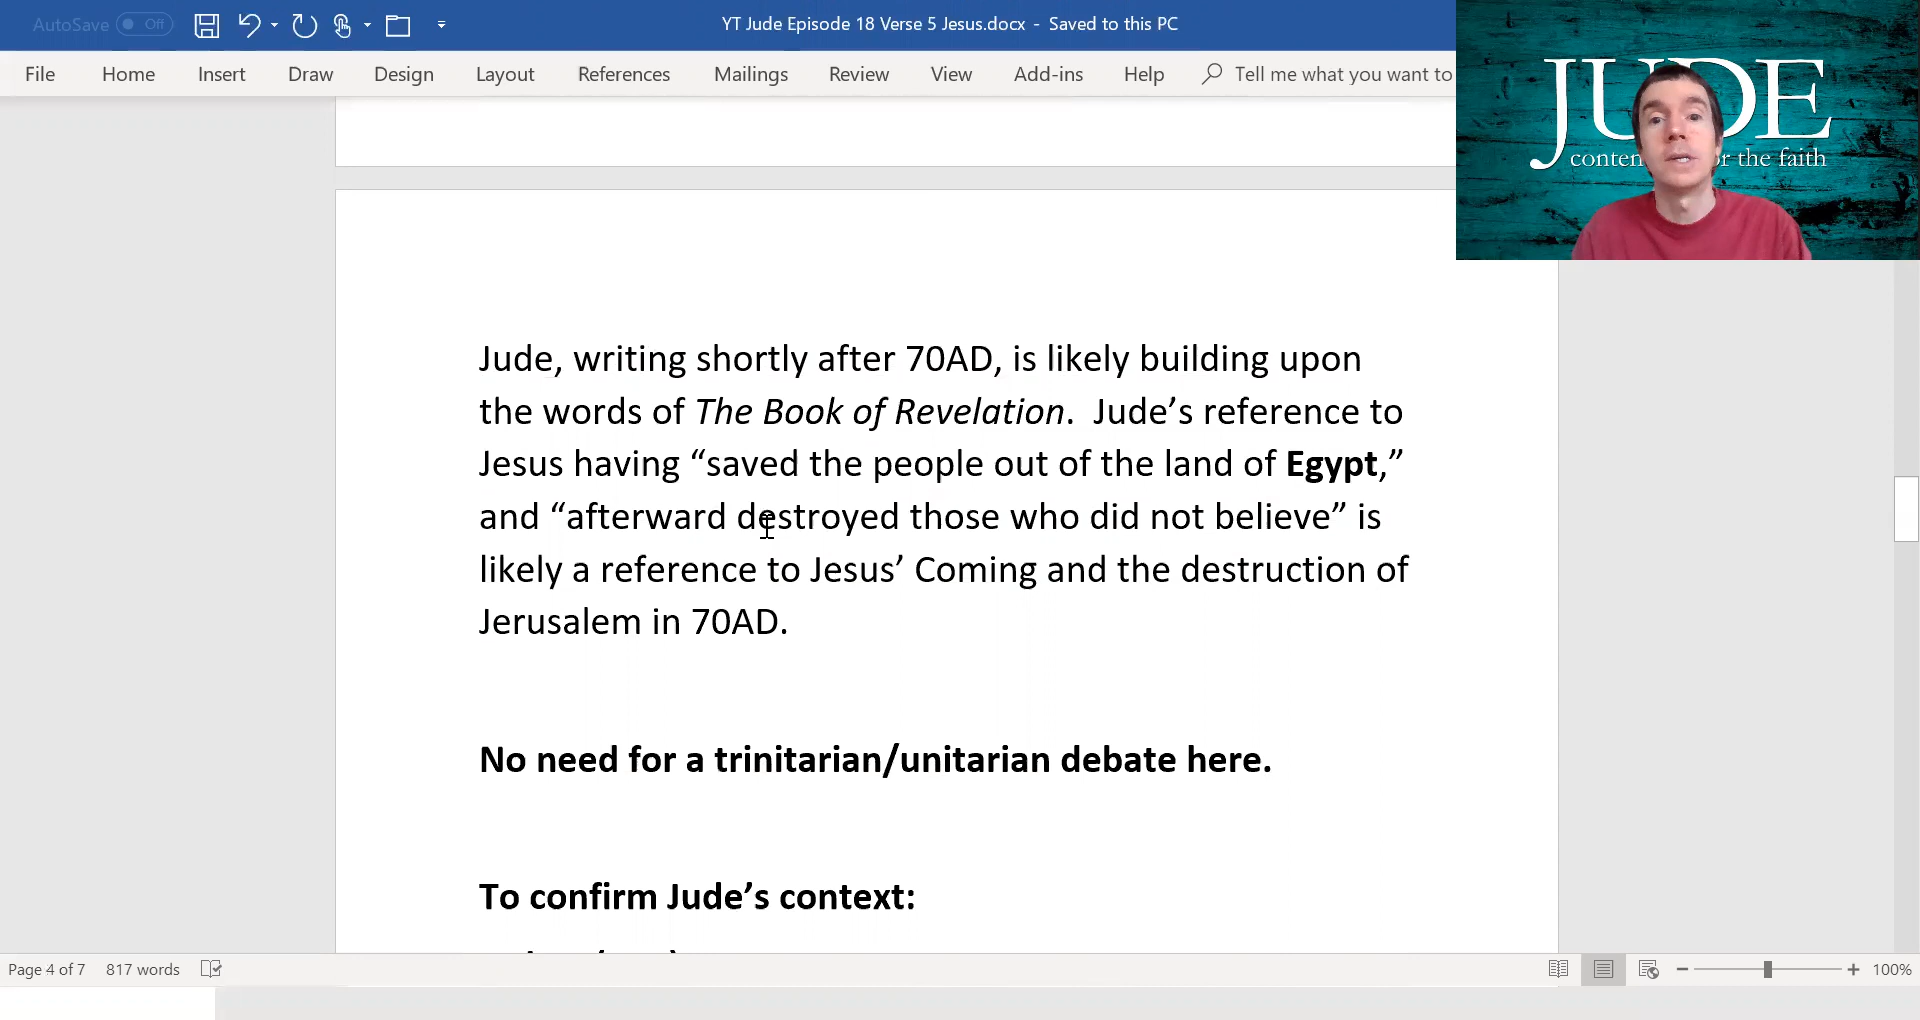 AutoSave Off
YT Jude Episode 18 Verse 5 Jesus.docx - Saved to this PC
File Home Insert Draw Design Layout References Mailings Review View Add-ins Help Tell me what you want to
JUDE
conten r the faith
Jude, writing shortly after 70AD, is likely building upon
the words of The Book of Revelation. Jude’s reference to
Jesus having “saved the people out of the land of Egypt,”
and “afterward destroyed those who did not believe” is
likely a reference to Jesus’ Coming and the destruction of
Jerusalem in 70AD.
No need for a trinitarian/unitarian debate here.
To confirm Jude’s context:
Page 4 of 7 817 words 100%